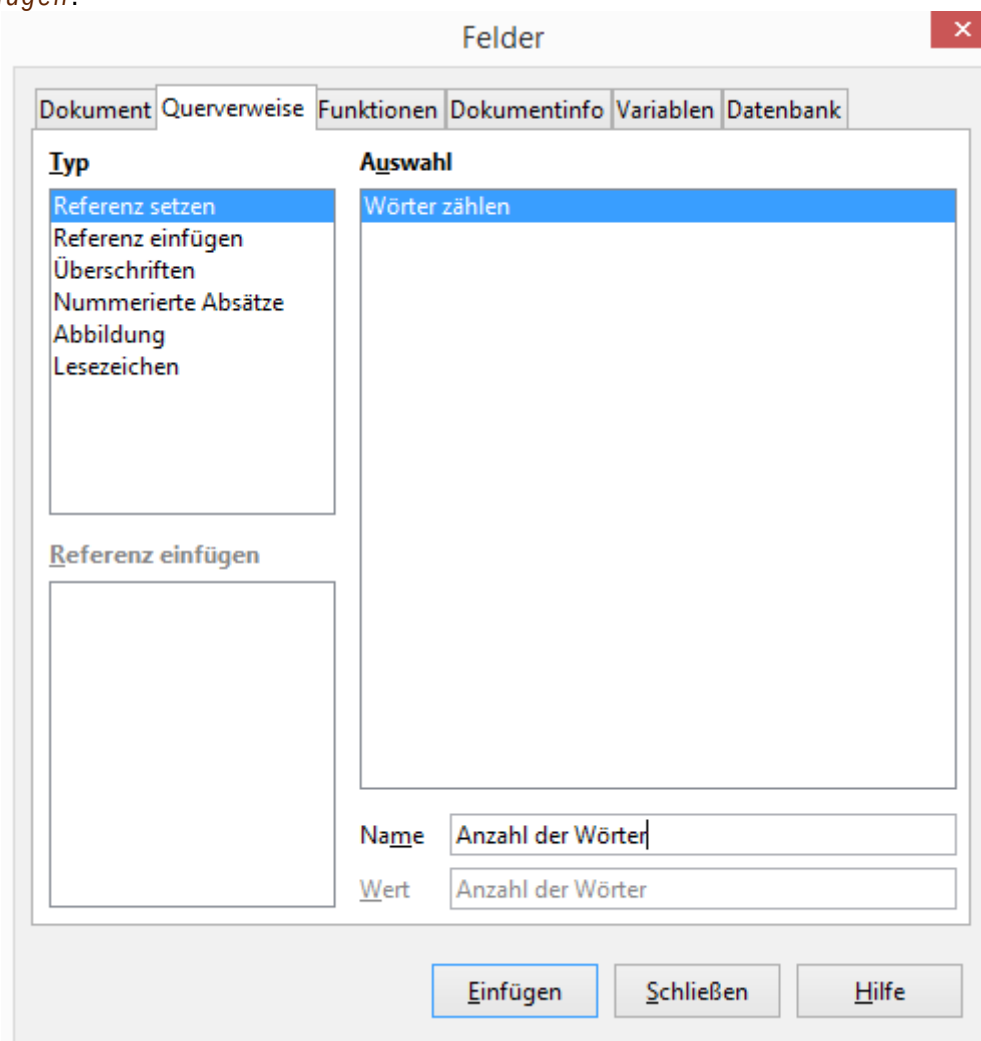 Felder
Dokument Querverweise Funktionen Dokumentinfo Variablen Datenbank
Typ
Auswahl
Referenz setzen
Referenz einfügen
Überschriften
Nummerierte Absätze
Abbildung
Lesezeichen
Wörter zählen
Referenz einfügen
Name Anzahl der Wörter
Wert Anzahl der Wörter
Einfügen Schließen Hilfe